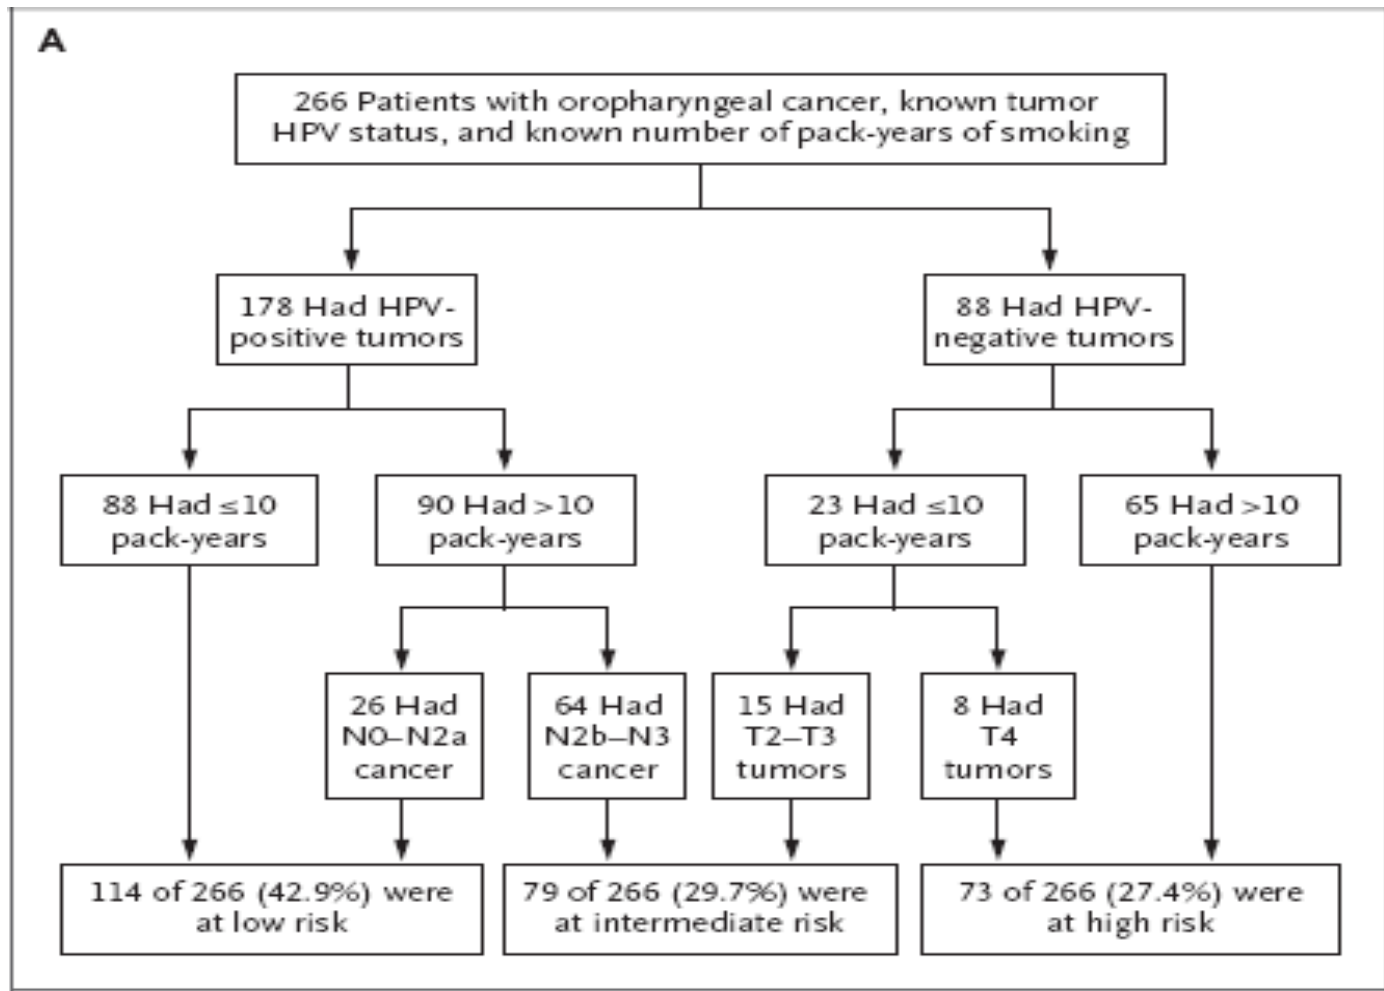 A
266 Patients with oropharyngeal cancer, known tumor
HPV status, and known number of pack-years of smoking
178 Had HPV-
positive tumors
88 Had HPV-
negative tumors
88 Had ≤10
pack-years
90 Had >10
pack-years
23 Had ≤10
pack-years
65 Had >10
pack-years
26 Had
N0–N2a
cancer
64 Had
N2b–N3
cancer
15 Had
T2–T3
tumors
8 Had
T4
tumors
114 of 266 (42.9%) were
at low risk
79 of 266 (29.7%) were
at intermediate risk
73 of 266 (27.4%) were
at high risk